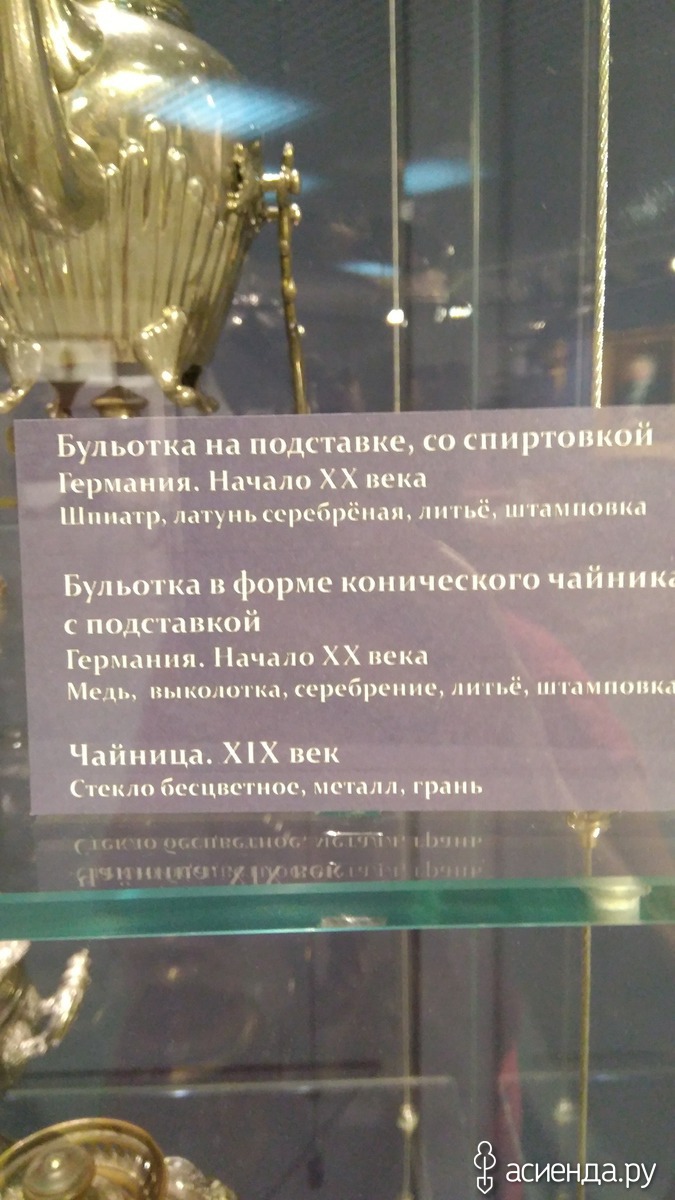 Бульотка на подставке, со спиртовкой
Германия. Начало XX века
Шпиатр, латунь серебрёная, литьё, штамповка
Бульотка в форме конического чайника
с подставкой
Германия. Начало XX века
Медь, выколотка, серебрение, литьё, штамповка
Чайница. XIX век
Стекло бесцветное, металл, грань
асиенда.ру